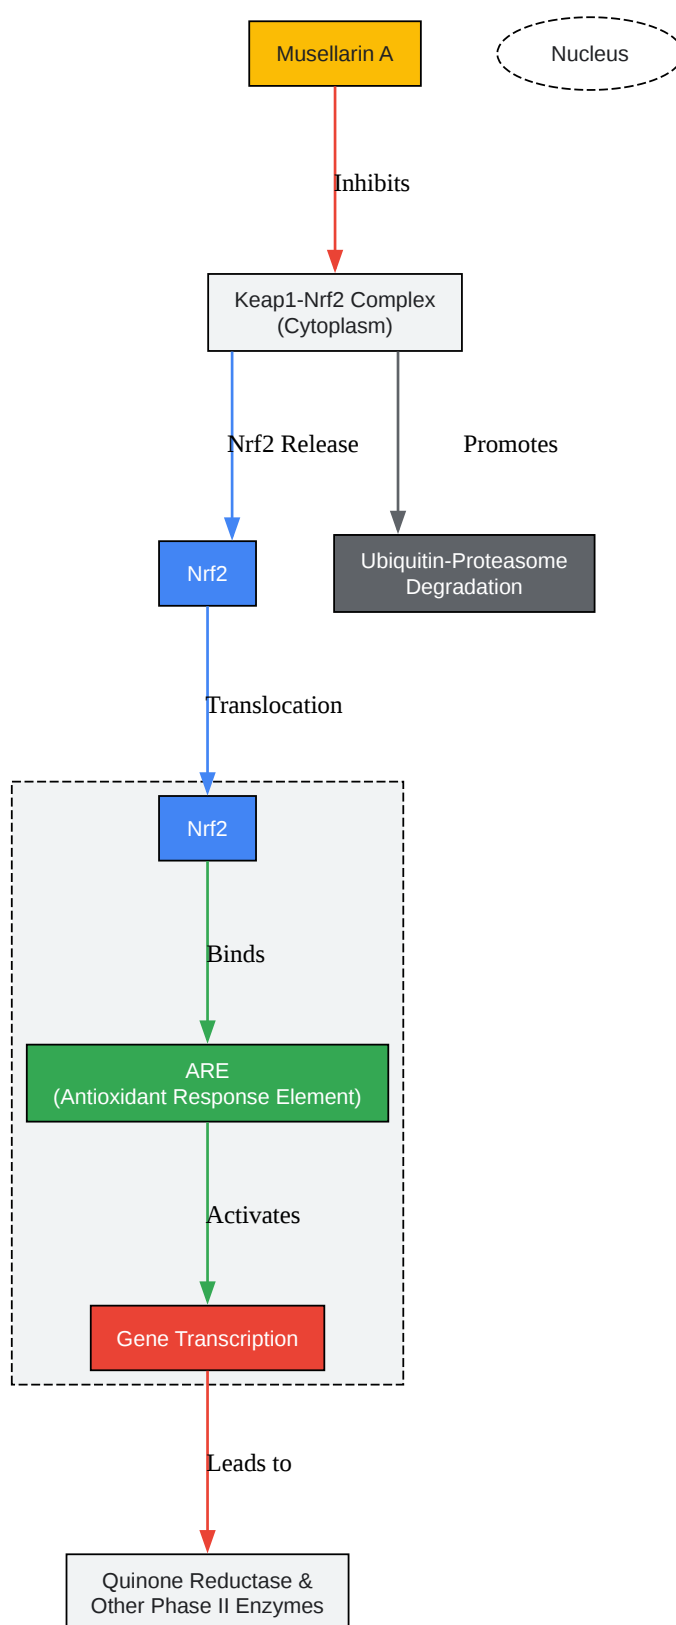 Musellarin A
Nucleus
Inhibits
Keap1-Nrf2 Complex
(Cytoplasm)
Nrf2 Release
Promotes
Nrf2
Ubiquitin-Proteasome
Degradation
Translocation
Nrf2
Binds
ARE
(Antioxidant Response Element)
Activates
Gene Transcription
Leads to
Quinone Reductase &
Other Phase II Enzymes